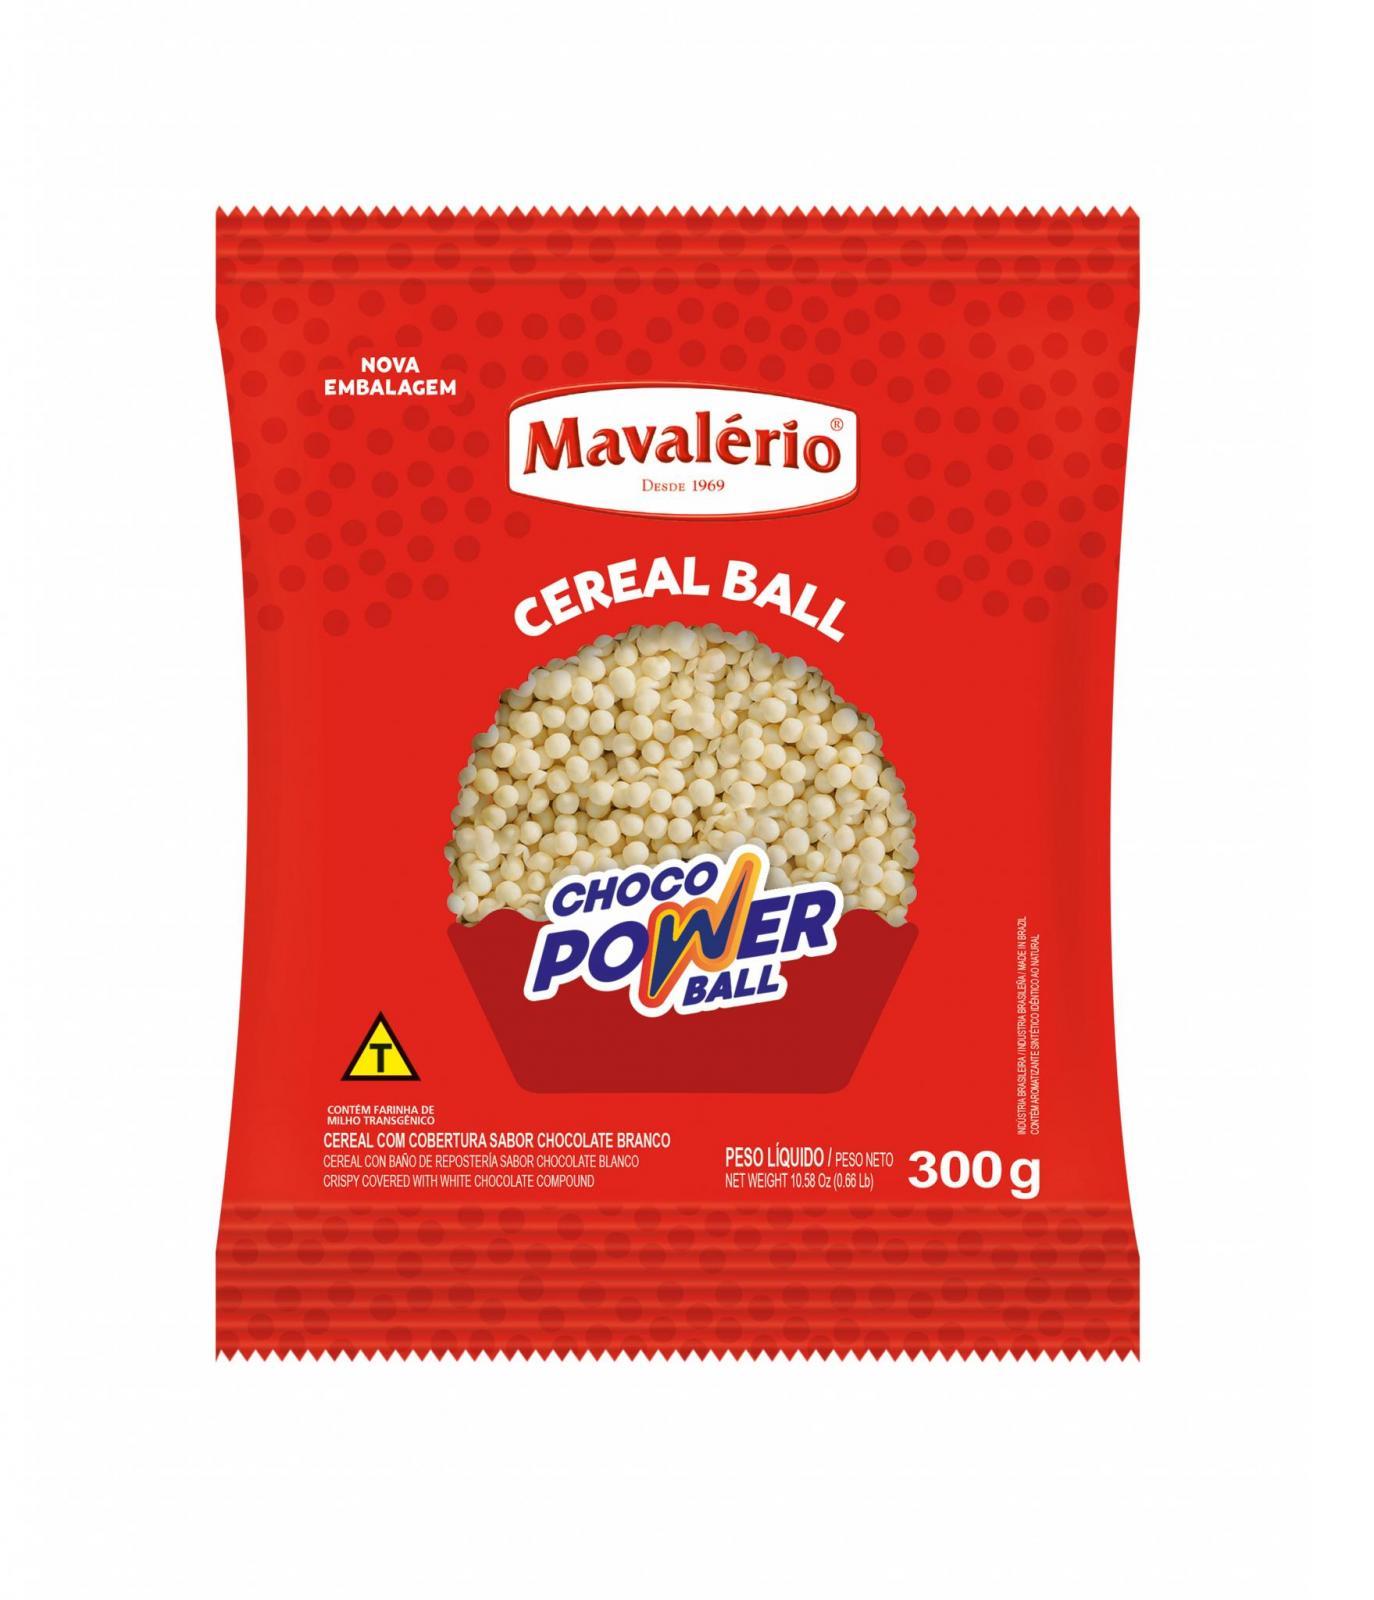 NOVA
EMBALAGEM
Mavalério®
DESDE 1969
CEREAL BALL
CHOCO
POWER
BALL
T
CONTÉM FARINHA DE
MILHO TRANSGÊNICO
CEREAL COM COBERTURA SABOR CHOCOLATE BRANCO
CEREAL CON BAÑO DE REPOSTERÍA SABOR CHOCOLATE BLANCO
CRISPY COVERED WITH WHITE CHOCOLATE COMPOUND
PESO LÍQUIDO / PESO NETO
NET WEIGHT 10.58 Oz (0.66 Lb)
300 g
INDÚSTRIA BRASILEIRA / INDUSTRIA BRASILEÑA / MADE IN BRAZIL
CONTÉM AROMATIZANTE SINTÉTICO IDÊNTICO AO NATURAL